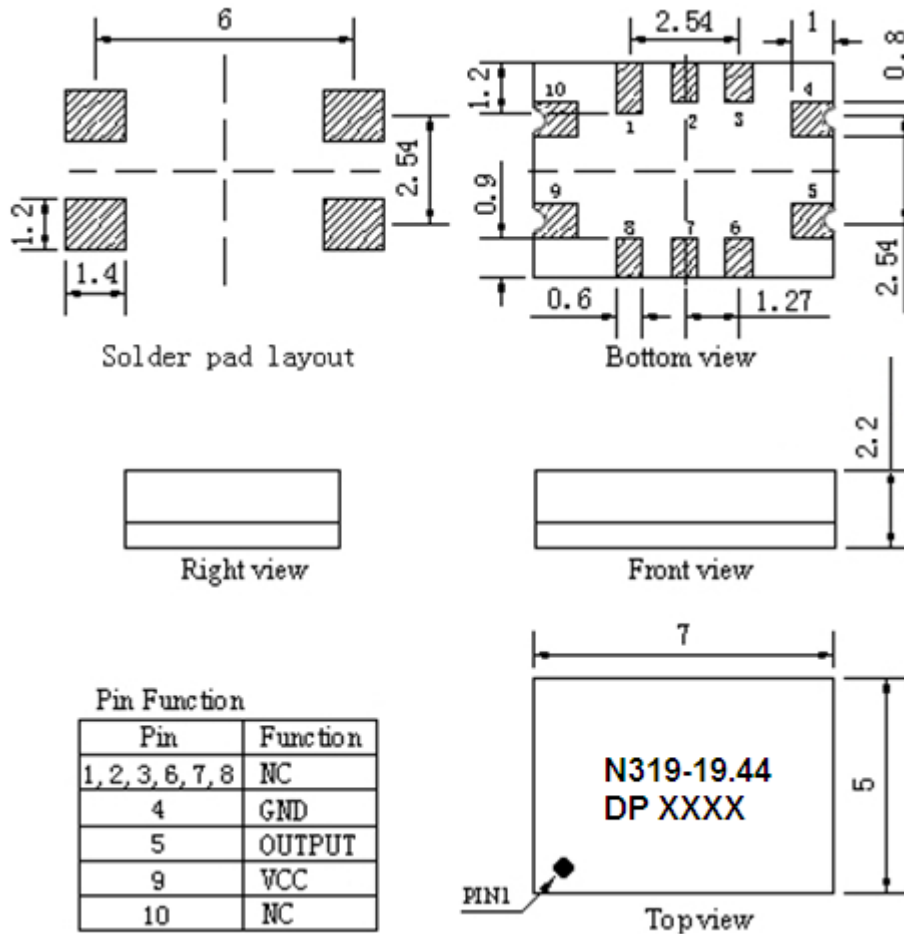 6
2.54
1.2
1.4
Solder pad layout
2.54
1
0.8
1.2
10
1
2
3
4
0.9
9
8
7
6
5
2.54
0.6
1.27
Bottom view
Right view
2.2
Front view
Pin Function
Pin Function
1, 2, 3, 6, 7, 8 NC
4 GND
5 OUTPUT
9 VCC
10 NC
7
N319-19.44
DP XXXX
5
PIN1
Top view